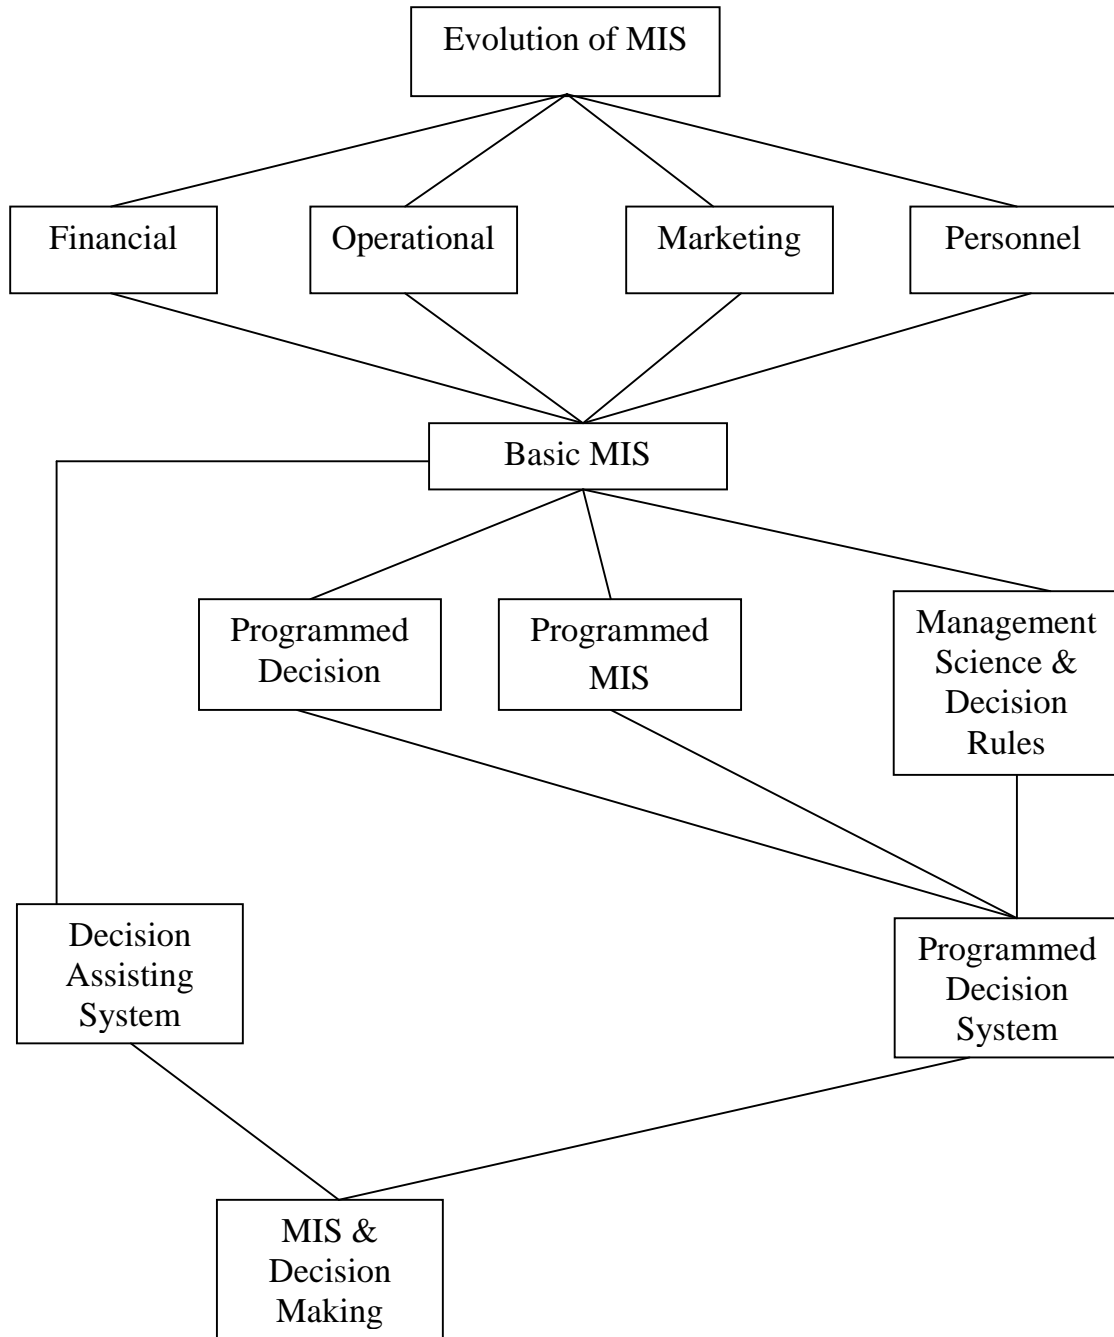 Evolution of MIS
Financial
Operational
Marketing
Personnel
Basic MIS
Programmed
Decision
Programmed
MIS
Management
Science &
Decision
Rules
Decision
Assisting
System
Programmed
Decision
System
MIS &
Decision
Making